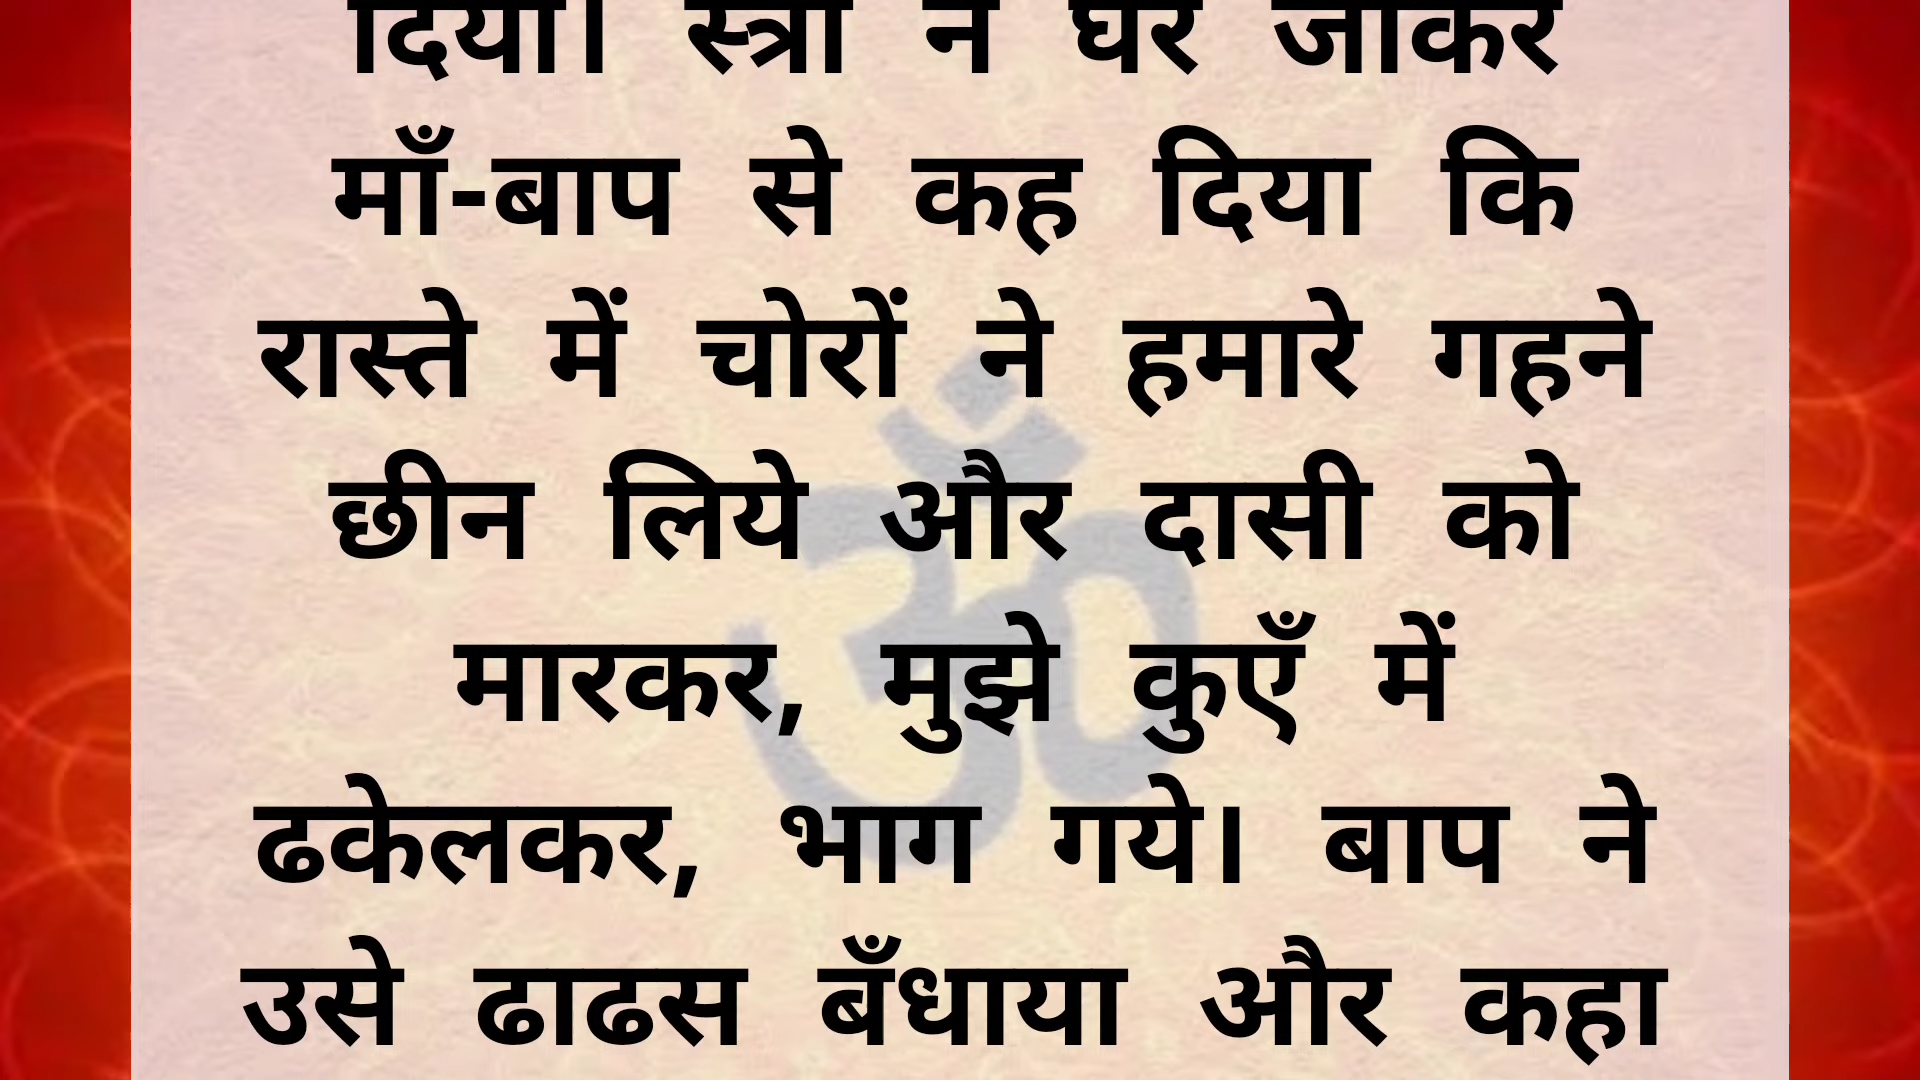 दिया। स्त्री ने घर जाकर
माँ-बाप से कह दिया कि
रास्ते में चोरों ने हमारे गहने
छीन लिये और दासी को
मारकर, मुझे कुएँ में
ढकेलकर, भाग गये। बाप ने
उसे ढाढस बँधाया और कहा
ॐ